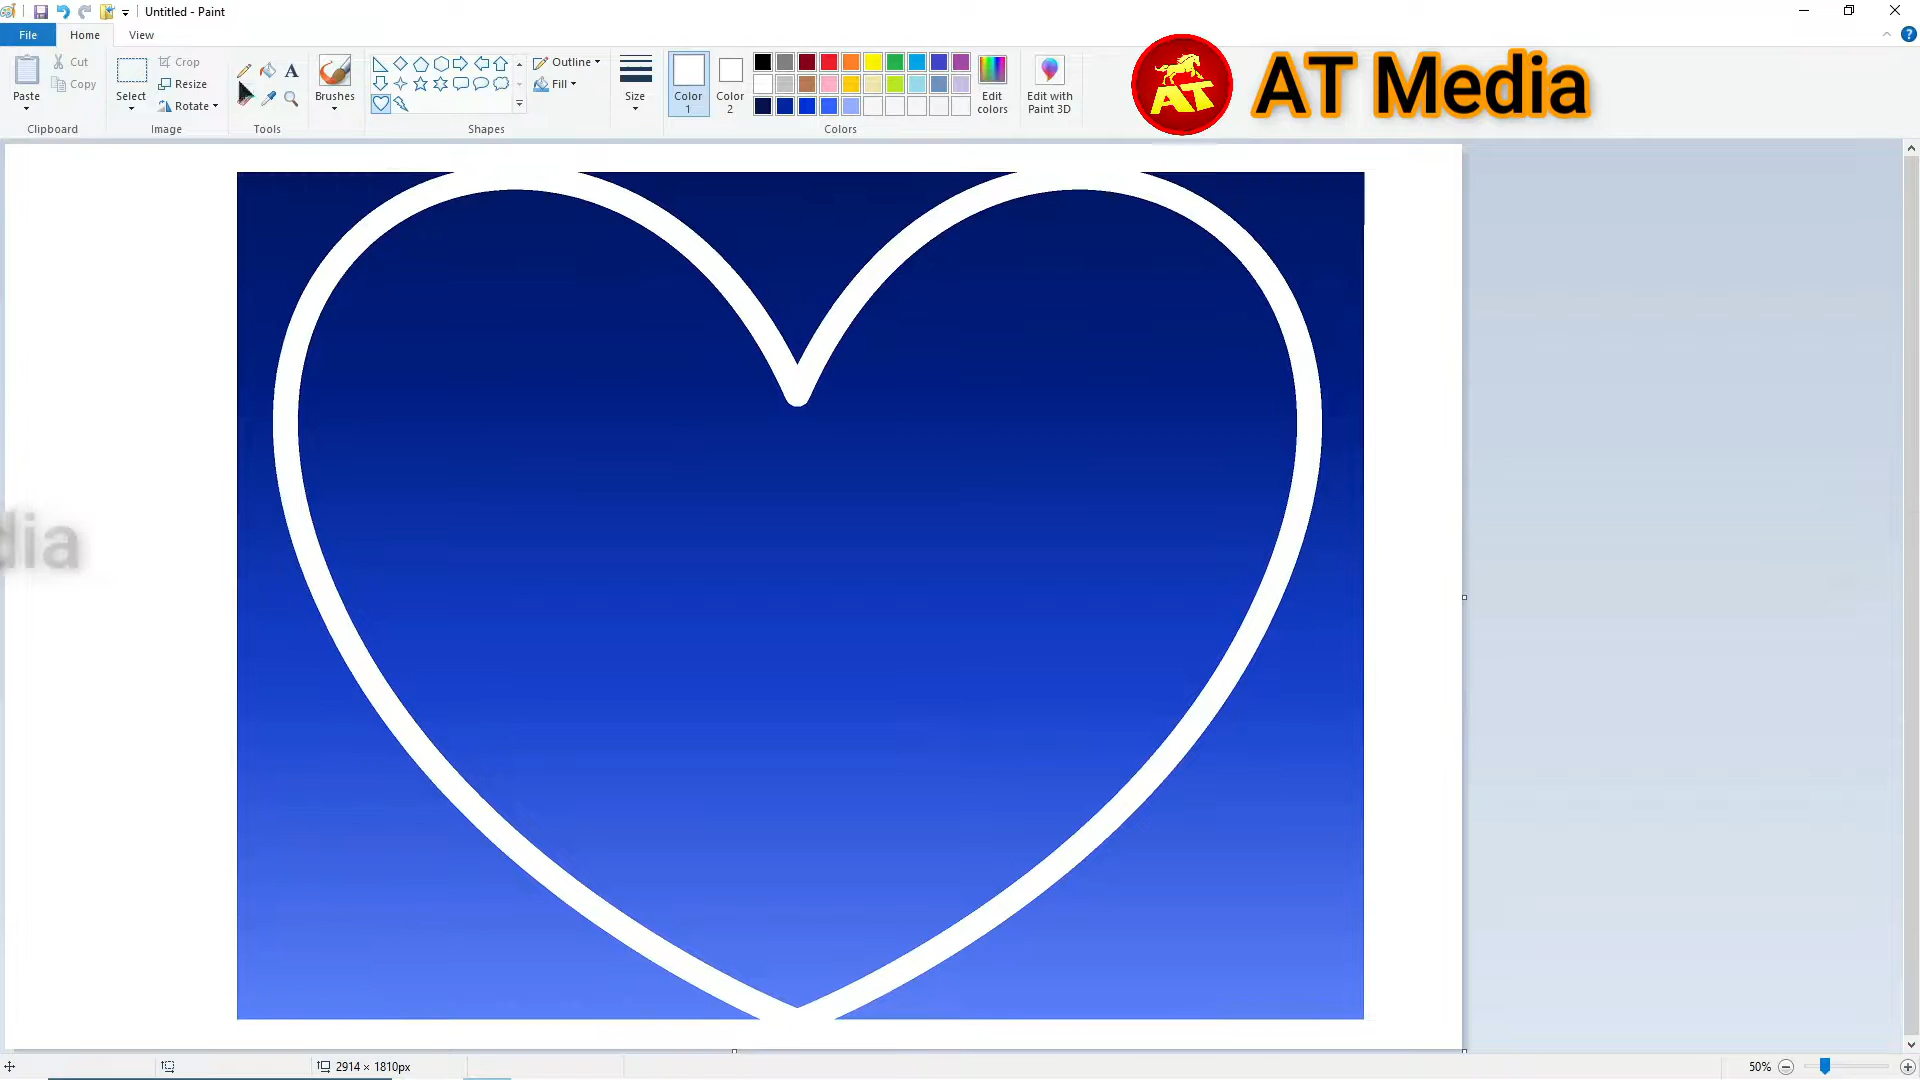 Untitled - Paint
File
Home
View
Paste
Cut
Copy
Clipboard
Select
Crop
Resize
Rotate
Image
A
Tools
Brushes
Outline
Fill
Shapes
Size
Color
1
Color
2
Edit
colors
Colors
Edit with
Paint 3D
AT
AT Media
dia
2914 × 1810px
50%